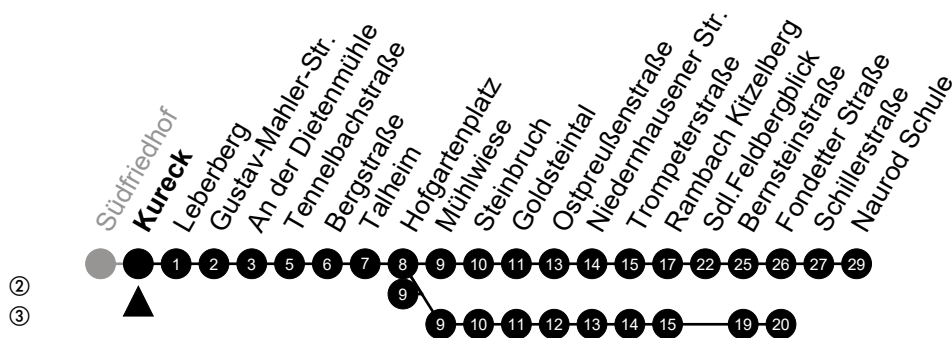 Südfriedhof
Kureck
Leberberg
Gustav-Mahler-Str.
An der Dietenmühle
Tennelbachstraße
Bergstraße
Talheim
Hofgartenplatz
Mühlwiese
Steinbruch
Goldsteintal
Ostpreußenstraße
Niedernhausener Str.
Trompeterstraße
Rambach Kitzelberg
Sdl.Feldbergblick
Bernsteinstraße
Fondetter Straße
Schillerstraße
Naurod Schule
1 2 3 5 6 7 8 9 10 11 13 14 15 17 22 25 26 27 29
② 9
③ 9 10 11 12 13 14 15 19 20